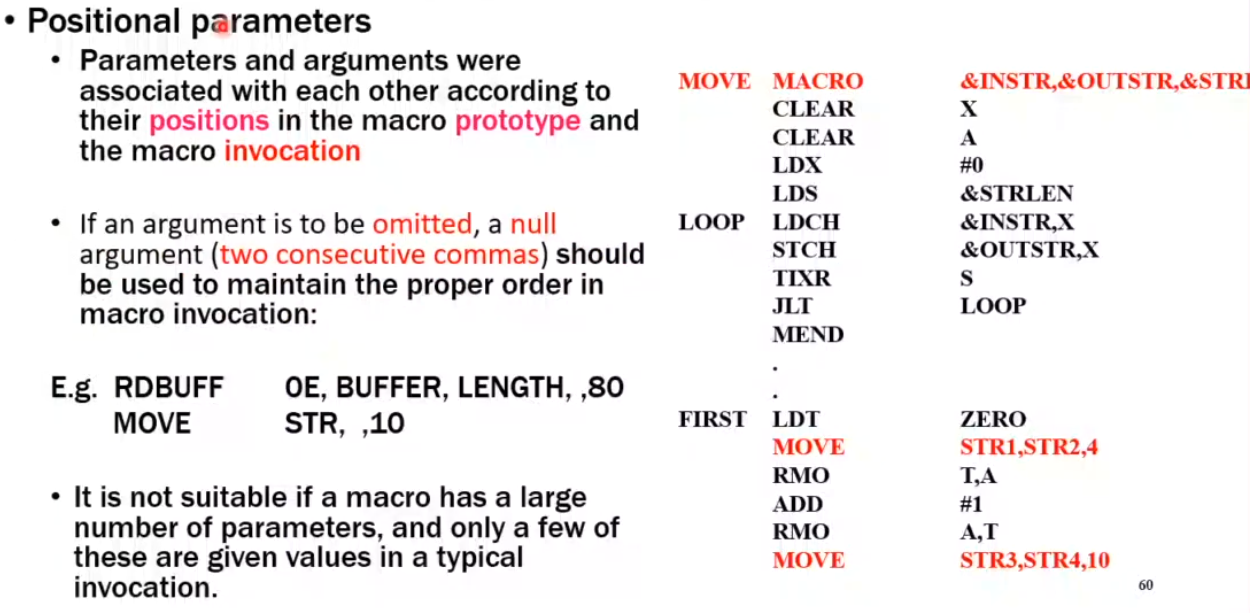 • Positional parameters
• Parameters and arguments were
associated with each other according to
their positions in the macro prototype and
the macro invocation
• If an argument is to be omitted, a null
argument (two consecutive commas) should
be used to maintain the proper order in
macro invocation:
E.g. RDBUFF 0E, BUFFER, LENGTH, ,80
MOVE STR, ,10
• It is not suitable if a macro has a large
number of parameters, and only a few of
these are given values in a typical
invocation.
MOVE MACRO &INSTR,&OUTSTR,&STRL
CLEAR X
CLEAR A
LDX #0
LDS &STRLEN
LOOP LDCH &INSTR,X
STCH &OUTSTR,X
TIXR S
JLT LOOP
MEND
.
.
FIRST LDT ZERO
MOVE STR1,STR2,4
RMO T,A
ADD #1
RMO A,T
MOVE STR3,STR4,10
60